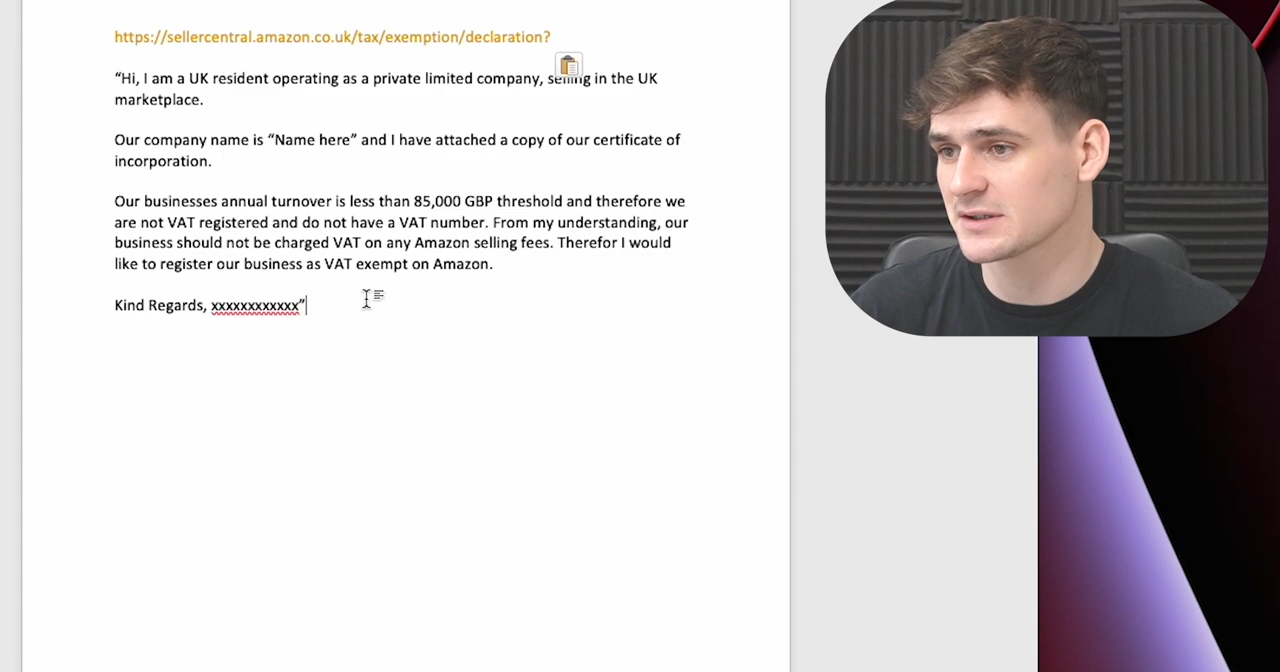 https://sellercentral.amazon.co.uk/tax/exemption/declaration?
“Hi, I am a UK resident operating as a private limited company, selling in the UK
marketplace.
Our company name is “Name here” and I have attached a copy of our certificate of
incorporation.
Our businesses annual turnover is less than 85,000 GBP threshold and therefore we
are not VAT registered and do not have a VAT number. From my understanding, our
business should not be charged VAT on any Amazon selling fees. Therefor I would
like to register our business as VAT exempt on Amazon.
Kind Regards, xxxxxxxxxxxxx”